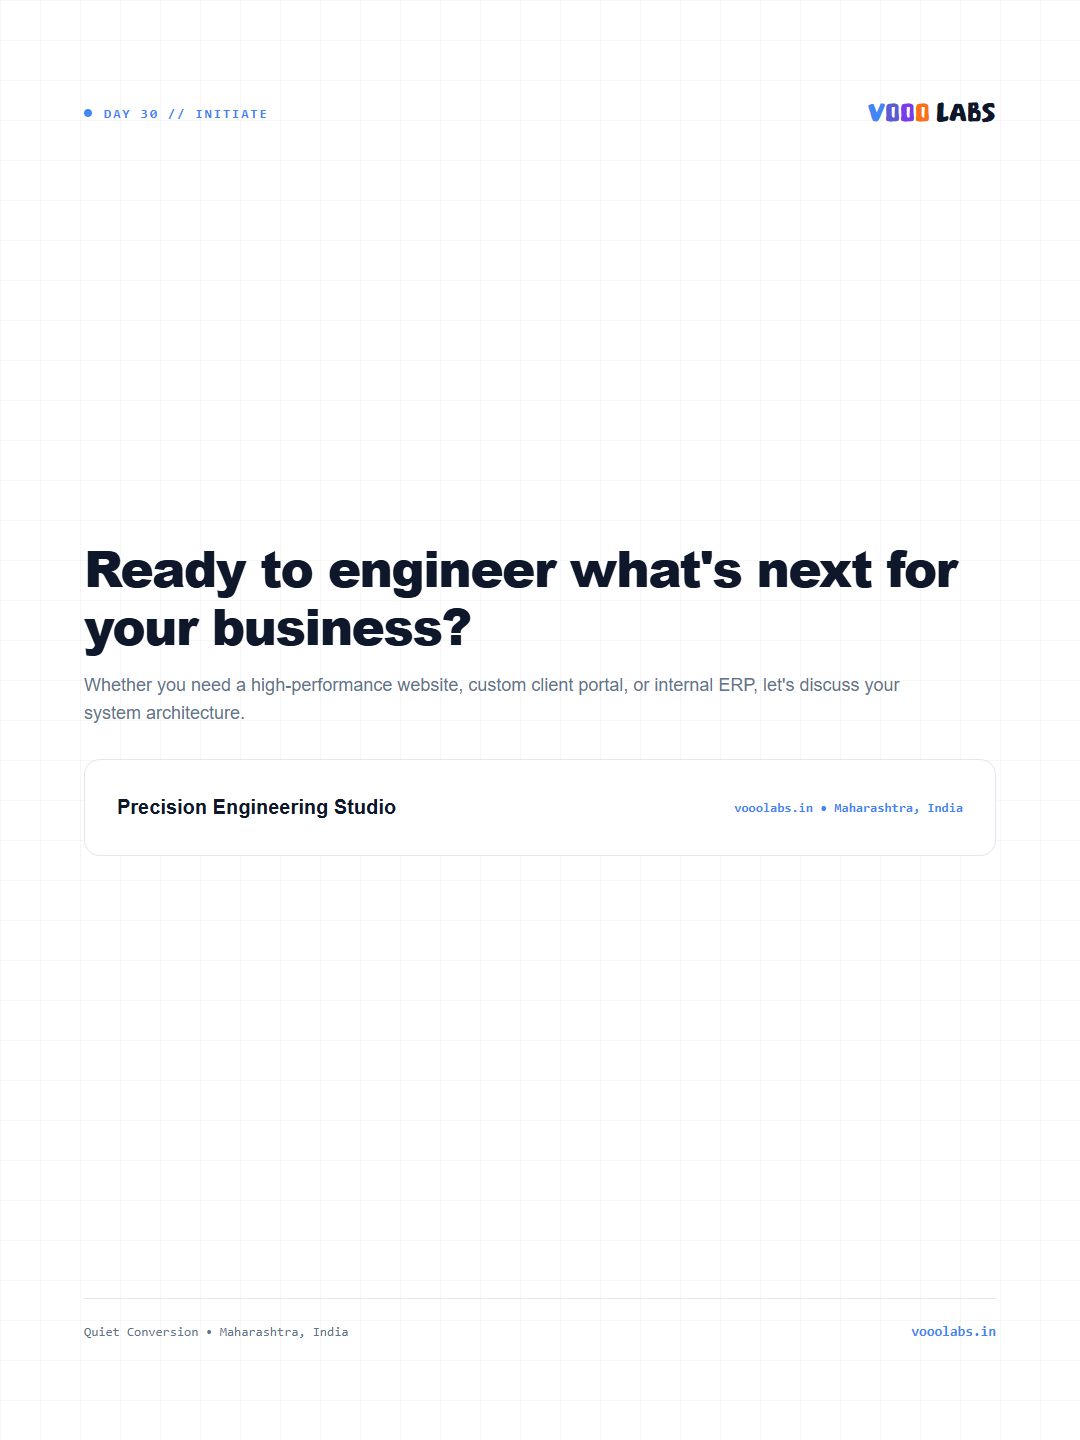 DAY 30 // INITIATE
VOOO LABS
Ready to engineer what's next for
your business?
Whether you need a high-performance website, custom client portal, or internal ERP, let's discuss your
system architecture.
Precision Engineering Studio
vooolabs.in • Maharashtra, India
Quiet Conversion • Maharashtra, India
vooolabs.in